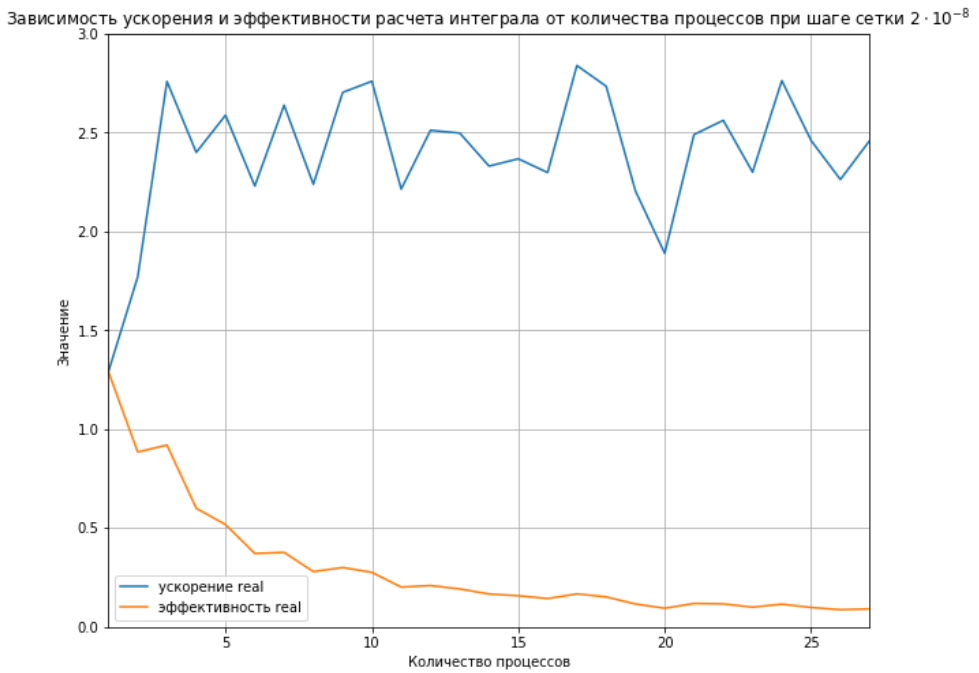 Зависимость ускорения и эффективности расчета интеграла от количества процессов при шаге сетки 2 · 10⁻⁸
3.0
2.5
2.0
1.5
1.0
0.5
0.0
Значение
ускорение real
эффективность real
5 10 15 20 25
Количество процессов